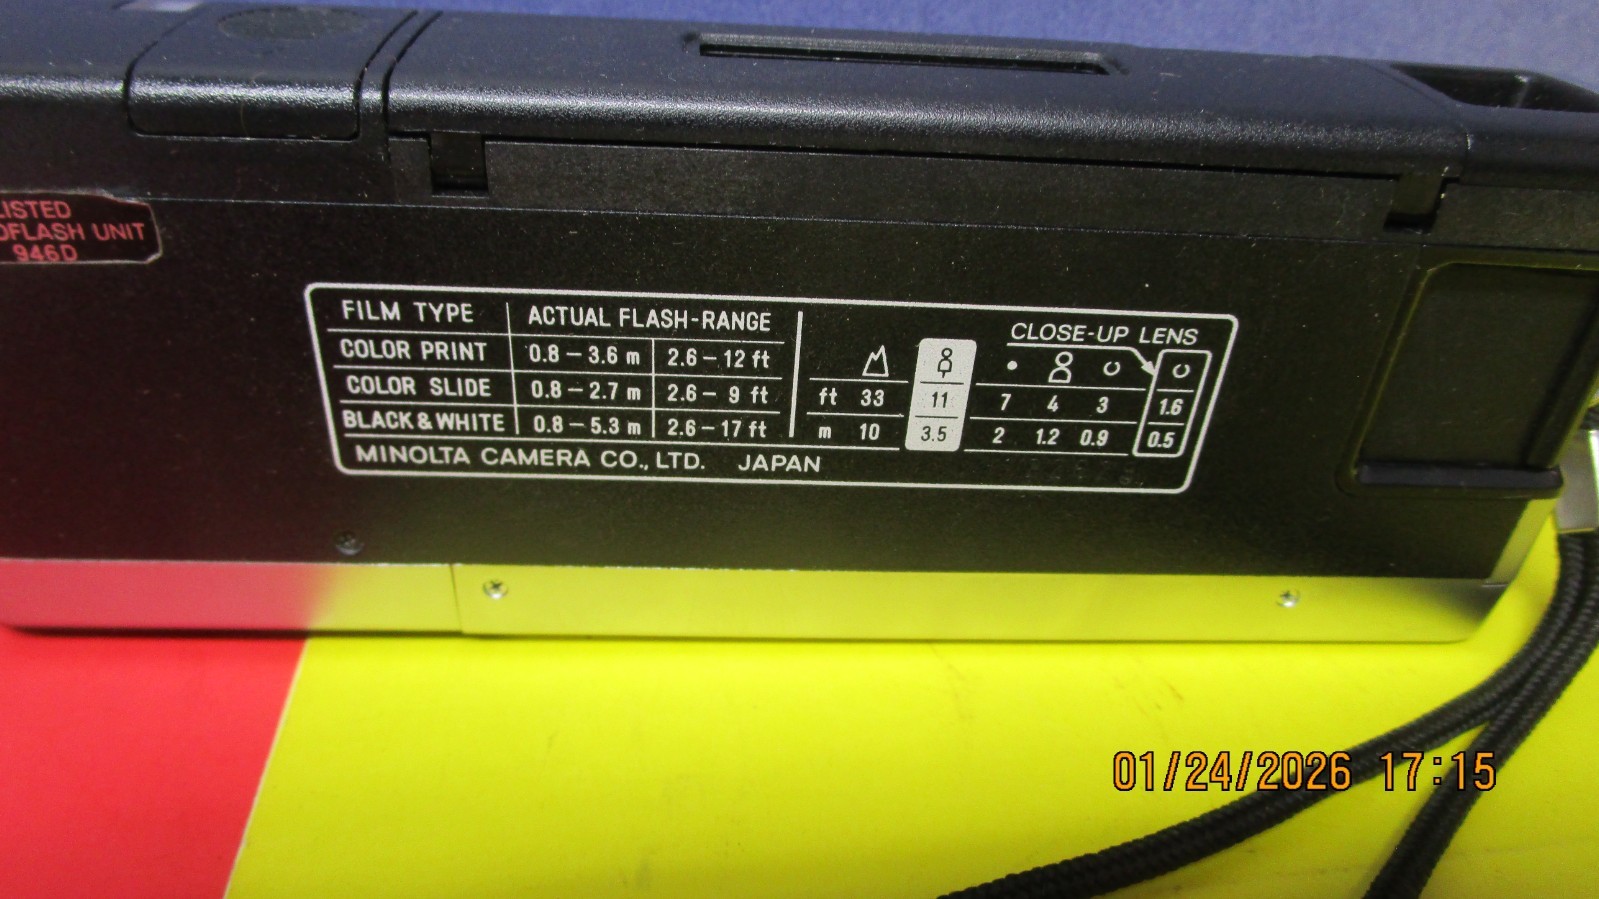 LISTED
FLASH UNIT
946D
FILM TYPE ACTUAL FLASH-RANGE
COLOR PRINT 0.8 – 3.6 m 2.6 – 12 ft
COLOR SLIDE 0.8 – 2.7 m 2.6 – 9 ft
BLACK & WHITE 0.8 – 5.3 m 2.6 – 17 ft
MINOLTA CAMERA CO., LTD. JAPAN
CLOSE-UP LENS
ft 33 11 7 4 3 1.6
m 10 3.5 2 1.2 0.9 0.5
01/24/2026 17:15